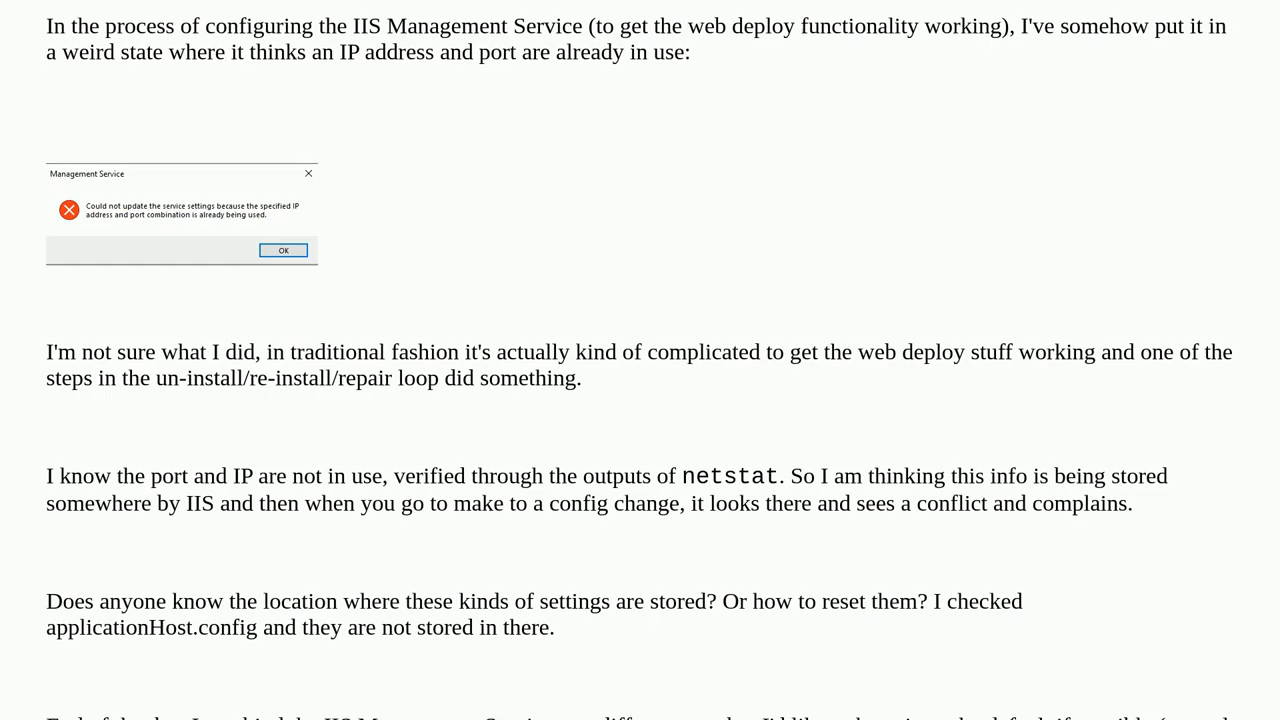 In the process of configuring the IIS Management Service (to get the web deploy functionality working), I've somehow put it in
a weird state where it thinks an IP address and port are already in use:
Management Service
Could not update the service settings because the specified IP
address and port combination is already being used.
OK
I'm not sure what I did, in traditional fashion it's actually kind of complicated to get the web deploy stuff working and one of the
steps in the un-install/re-install/repair loop did something.
I know the port and IP are not in use, verified through the outputs of netstat. So I am thinking this info is being stored
somewhere by IIS and then when you go to make to a config change, it looks there and sees a conflict and complains.
Does anyone know the location where these kinds of settings are stored? Or how to reset them? I checked
applicationHost.config and they are not stored in there.